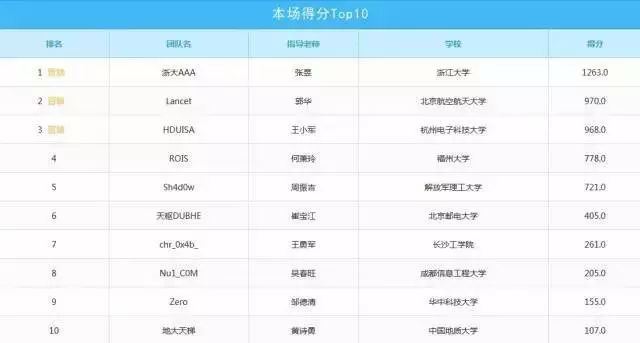 本场得分Top10
排名 团队名 指导老师 学校 得分
1 晋级 浙大AAA 张昱 浙江大学 1263.0
2 晋级 Lancet 郭华 北京航空航天大学 970.0
3 晋级 HDUISA 王小军 杭州电子科技大学 968.0
4 ROIS 何萧玲 福州大学 778.0
5 Sh4d0w 周振吉 解放军理工大学 721.0
6 天枢DUBHE 崔宝江 北京邮电大学 405.0
7 chr_0x4b_ 王勇军 长沙工学院 261.0
8 Nu1_C0M 吴春旺 成都信息工程大学 205.0
9 Zero 邹德清 华中科技大学 155.0
10 地大天梯 黄诗勇 中国地质大学 107.0